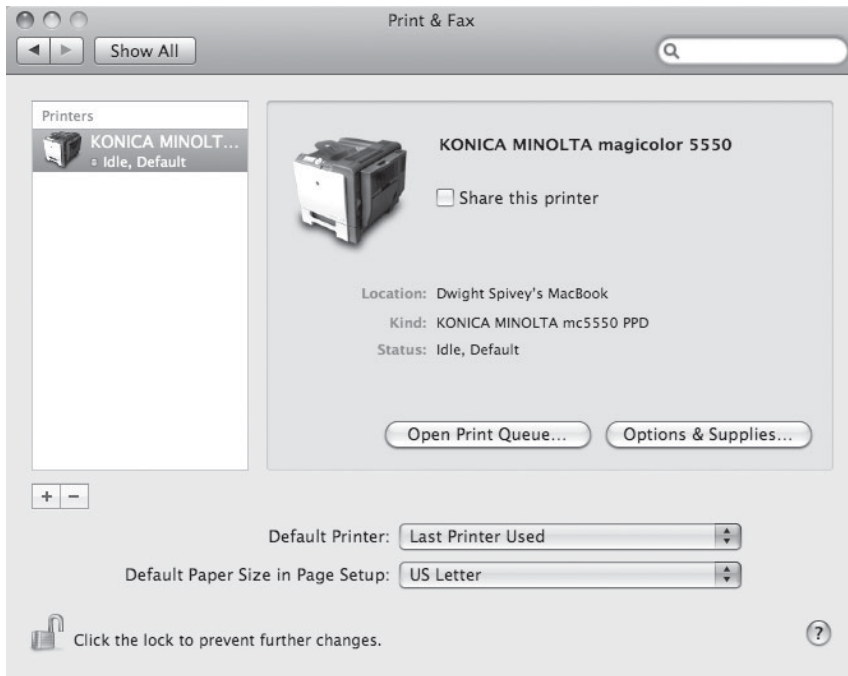 Print & Fax
Show All
Printers
KONICA MINOLT...
Idle, Default
KONICA MINOLTA magicolor 5550
Share this printer
Location: Dwight Spivey's MacBook
Kind: KONICA MINOLTA mc5550 PPD
Status: Idle, Default
Open Print Queue... Options & Supplies...
+ −
Default Printer: Last Printer Used
Default Paper Size in Page Setup: US Letter
Click the lock to prevent further changes. ?